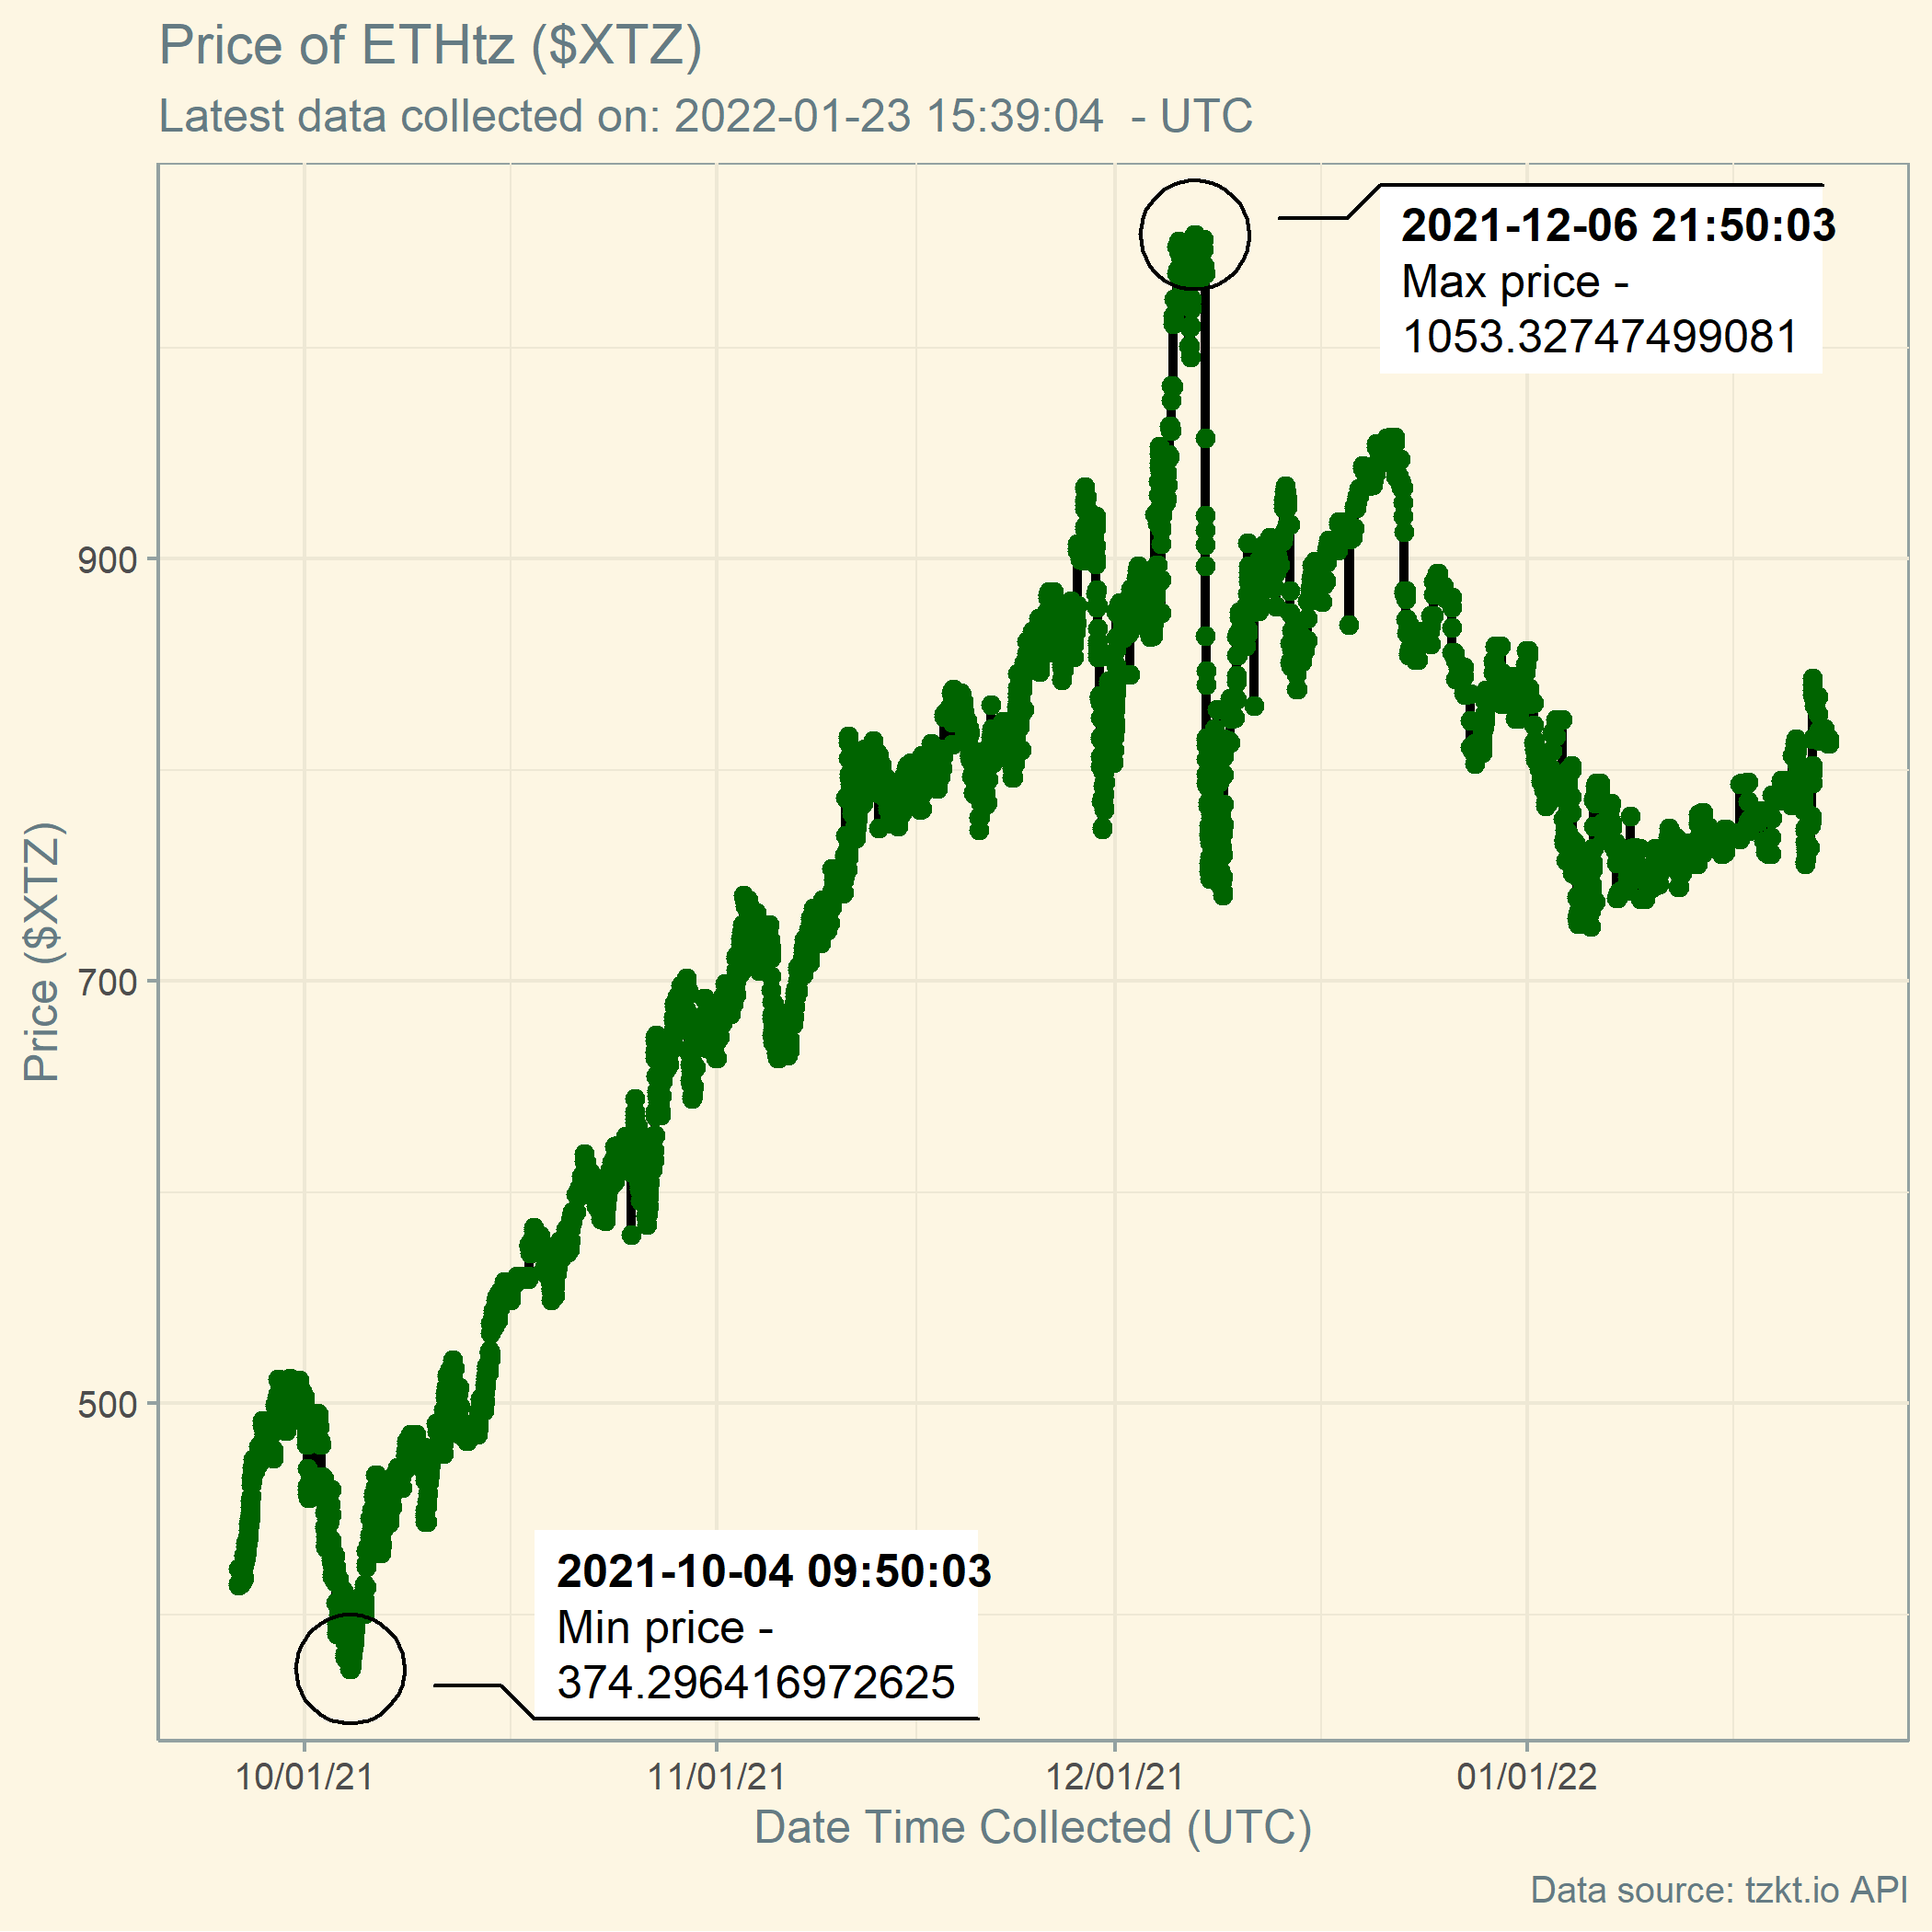 Price of ETHtz ($XTZ)
Latest data collected on: 2022-01-23 15:39:04  - UTC
2021-12-06 21:50:03
Max price -
1053.32747499081
900
700
500
Price ($XTZ)
2021-10-04 09:50:03
Min price -
374.296416972625
10/01/21
11/01/21
12/01/21
01/01/22
Date Time Collected (UTC)
Data source: tzkt.io API